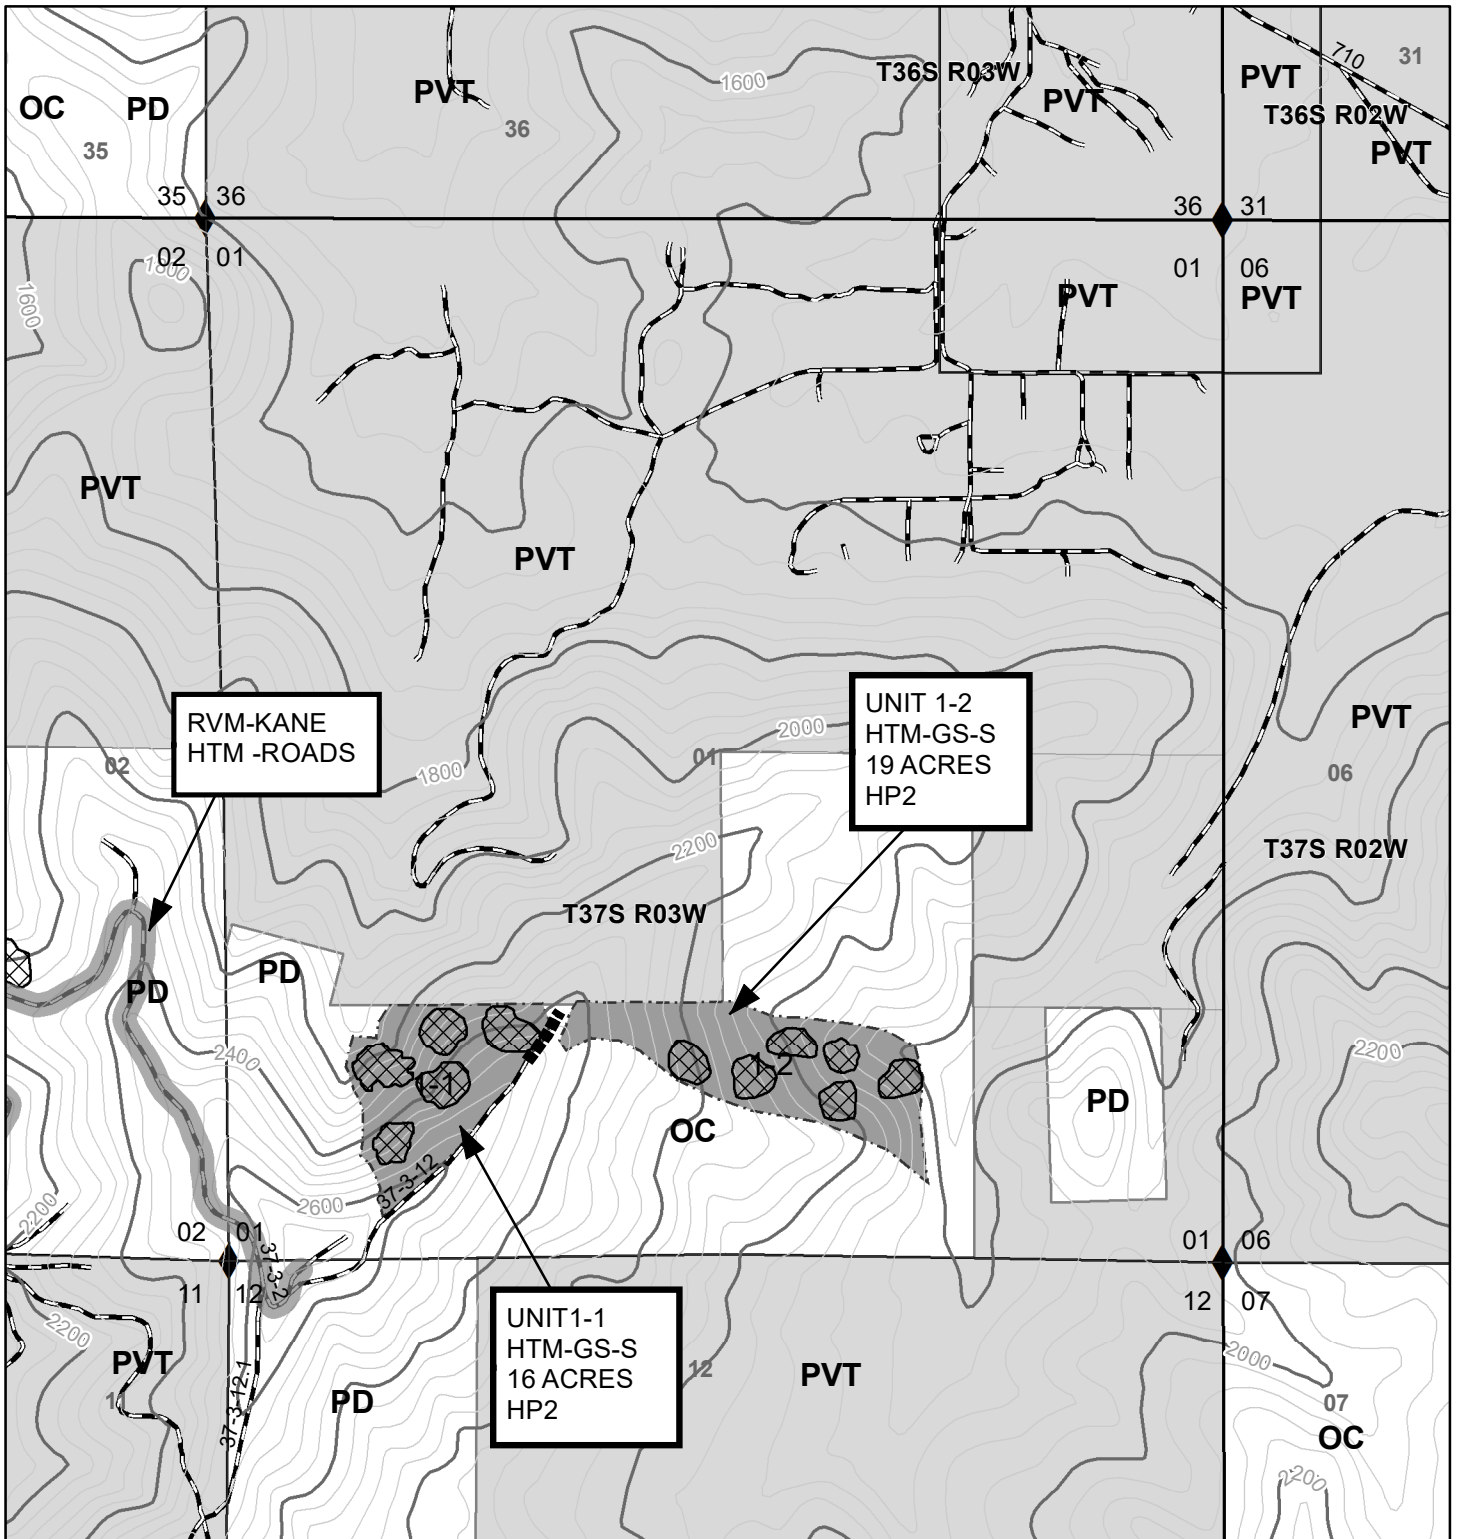 T36S R03W
710
31
PVT
PVT
1600
PVT
PVT
OC
PD
T36S R02W
36
35
PVT
35
36
36
31
02
01
1800
01
06
1600
PVT
PVT
PVT
PVT
UNIT 1-2
HTM-GS-S
19 ACRES
HP2
RVM-KANE
HTM -ROADS
PVT
2000
01
02
1800
06
2200
T37S R02W
T37S R03W
PD
PD
2400
2200
1-1
1-2
PD
OC
37-3-12
2600
2200
02
01
01
06
37-3-2
11
12
12
07
2200
UNIT1-1
HTM-GS-S
16 ACRES
HP2
2000
PVT
12
PVT
11
37-3-12.1
PD
07
OC
2200